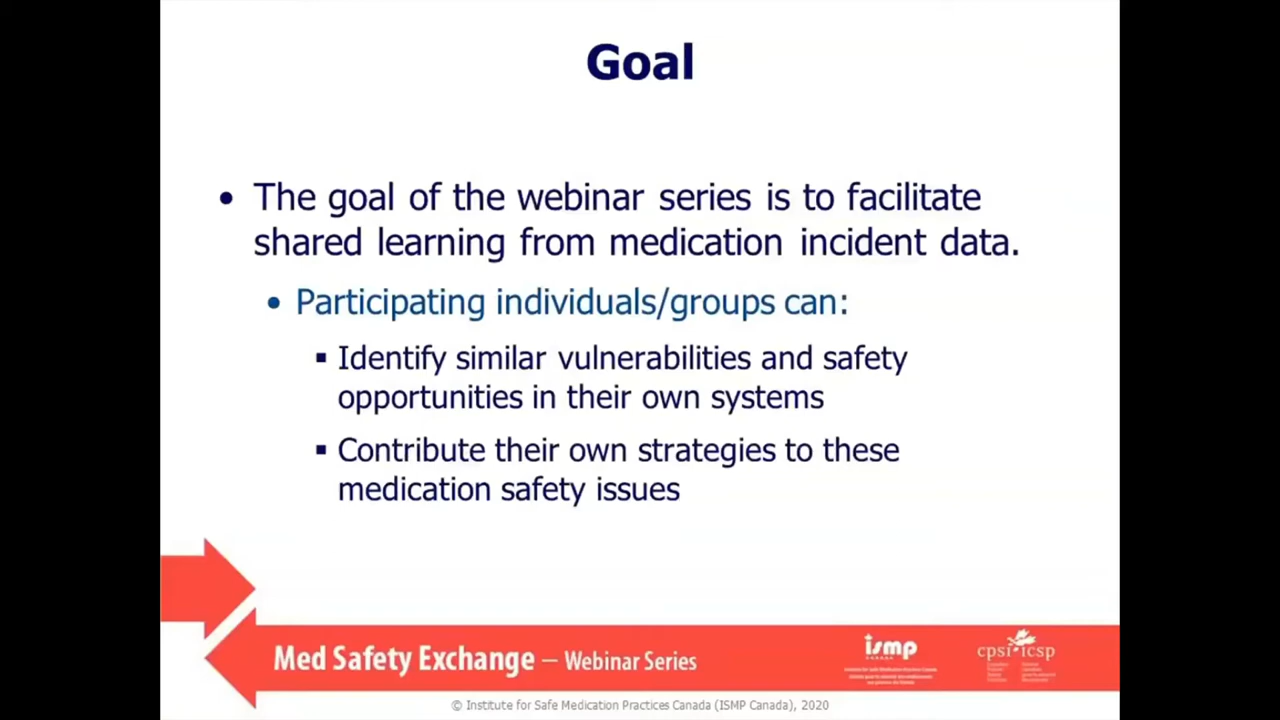 Goal
• The goal of the webinar series is to facilitate
shared learning from medication incident data.
• Participating individuals/groups can:
▪ Identify similar vulnerabilities and safety
opportunities in their own systems
▪ Contribute their own strategies to these
medication safety issues
Med Safety Exchange – Webinar Series
ismp
CANADA
cpsi icsp
© Institute for Safe Medication Practices Canada (ISMP Canada), 2020